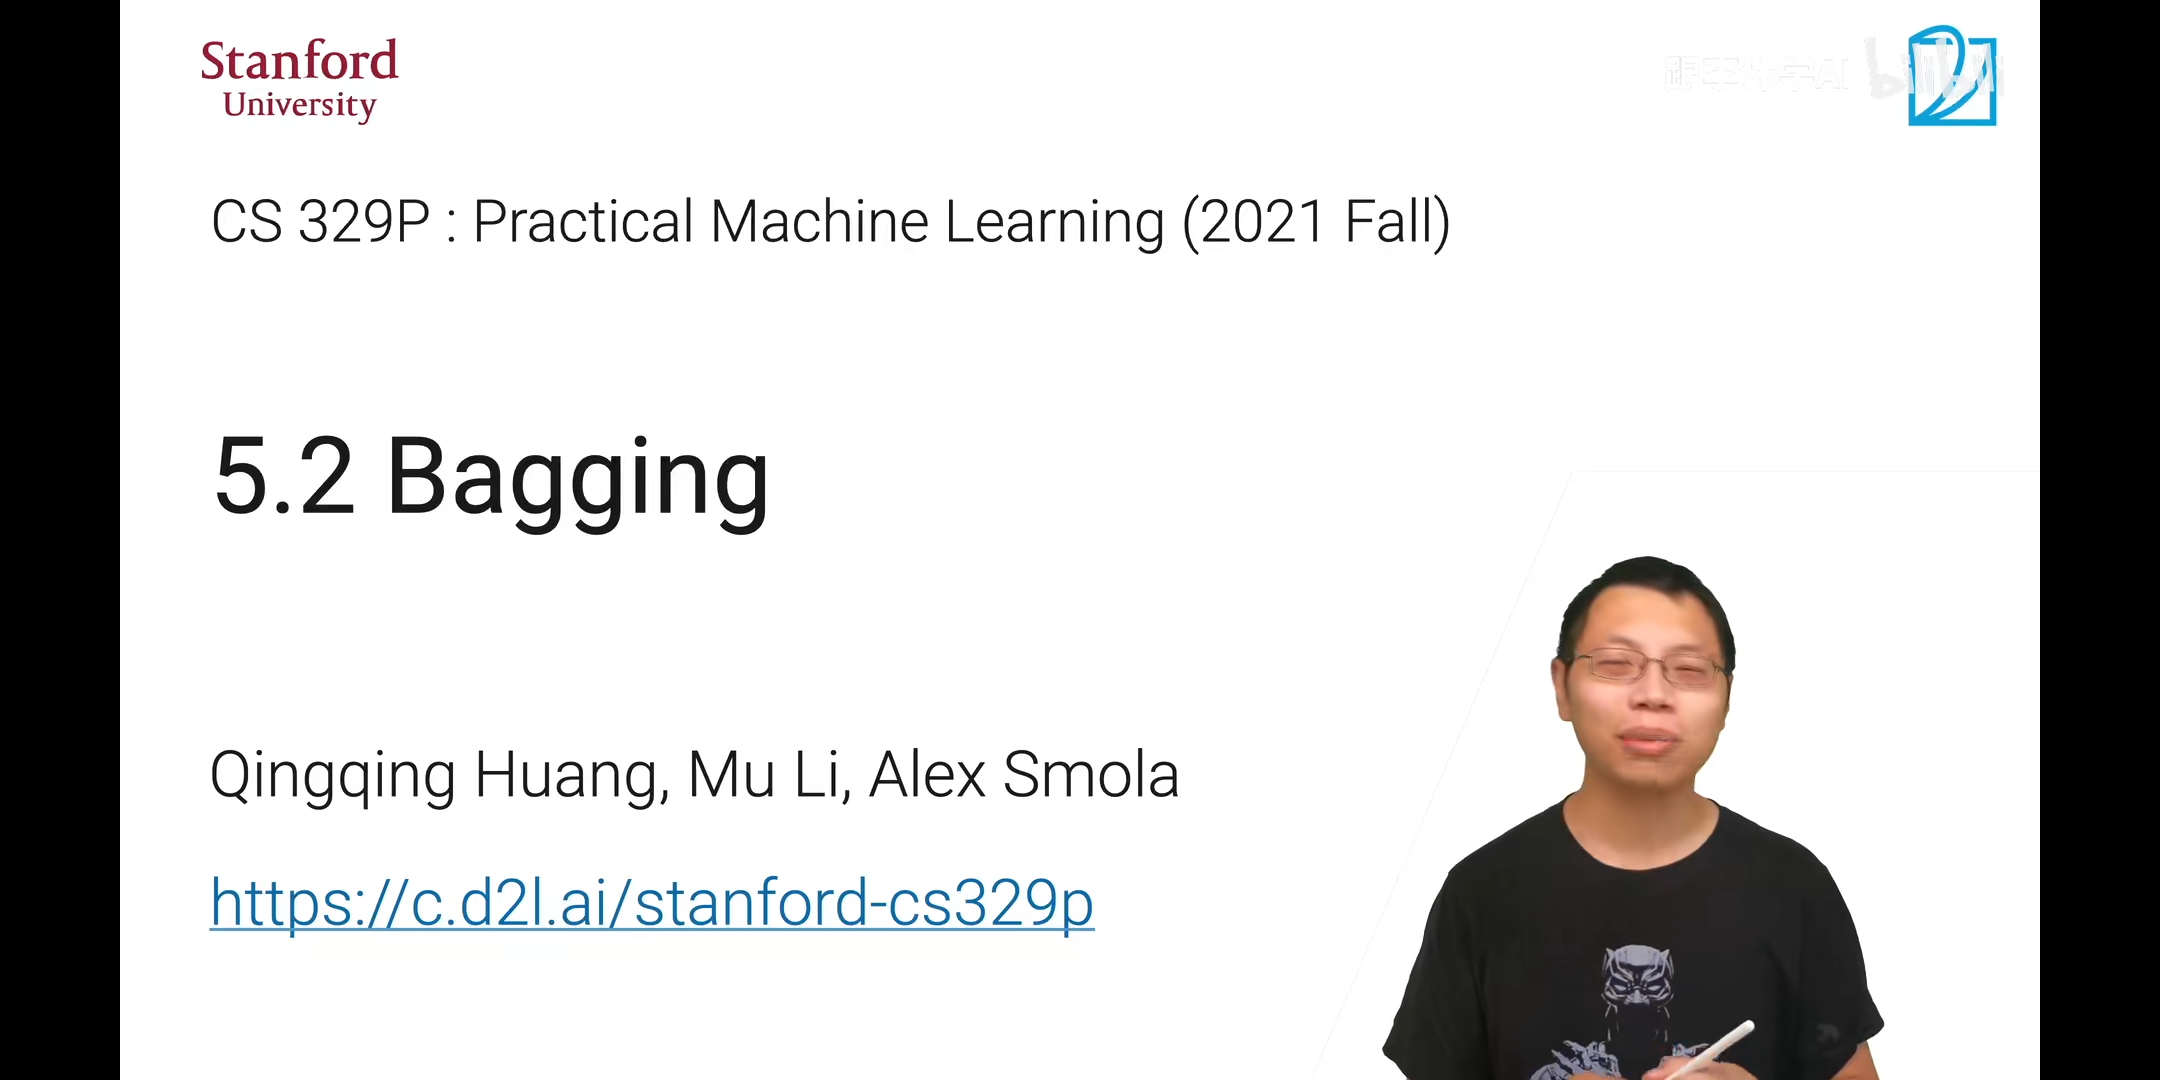 Stanford
University
跟李沐学AI bilibili
CS 329P : Practical Machine Learning (2021 Fall)
5.2 Bagging
Qingqing Huang, Mu Li, Alex Smola
https://c.d2l.ai/stanford-cs329p